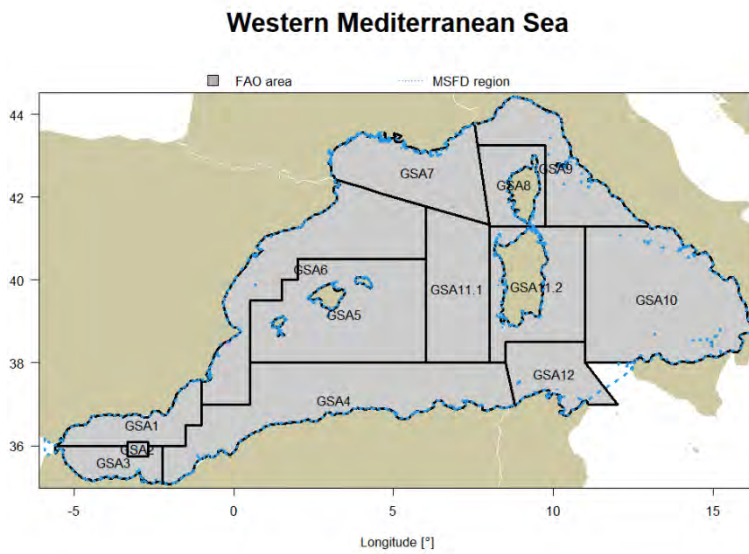 Western Mediterranean Sea
FAO area MSFD region
44
42
40
38
36
GSA7
GSA8
GSA9
GSA6
GSA5
GSA11.1
GSA11.2
GSA10
GSA12
GSA4
GSA1
GSA2
GSA3
-5 0 5 10 15
Longitude [°]